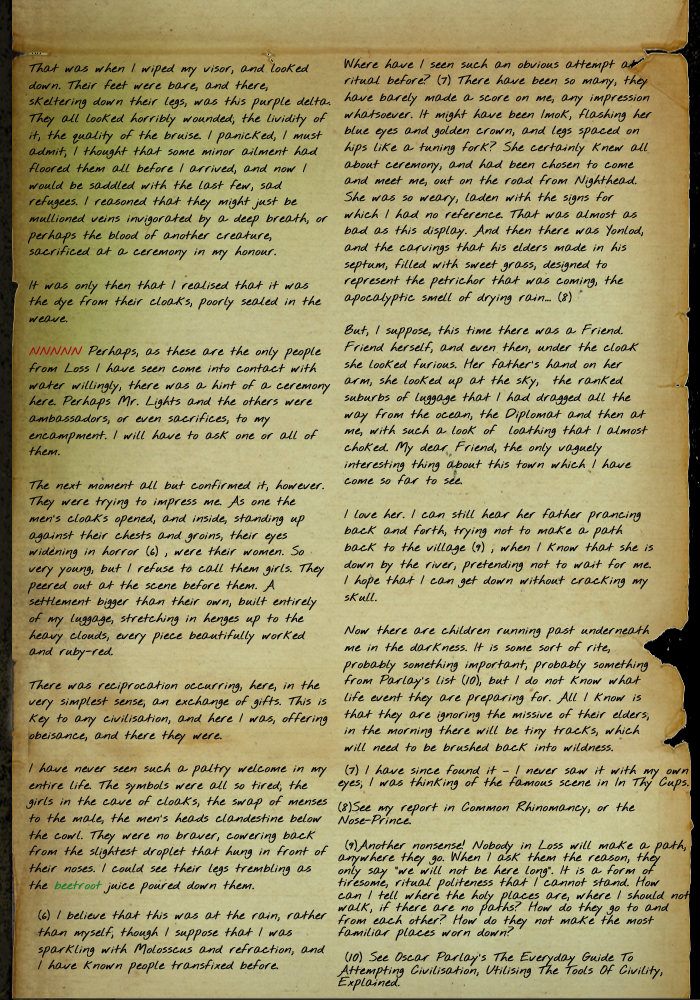 That was when I wiped my visor, and looked
down. Their feet were bare, and there,
skeltering down their legs, was this purple delta.
They all looked horribly wounded, the lividity of
it, the quality of the bruise. I panicked, I must
admit, I thought that some minor ailment had
floored them all before I arrived, and now I
would be saddled with the last few, sad
refugees. I reasoned that they might just be
mullioned veins invigorated by a deep breath, or
perhaps the blood of another creature,
sacrificed at a ceremony in my honour.
It was only then that I realised that it was
the dye from their cloaks, poorly sealed in the
weave.
NNNNN Perhaps, as these are the only people
from Loss I have seen come into contact with
water willingly, there was a hint of a ceremony
here. Perhaps Mr. Lights and the others were
ambassadors, or even sacrifices, to my
encampment. I will have to ask one or all of
them.
The next moment all but confirmed it, however.
They were trying to impress me. As one the
men's cloaks opened, and inside, standing up
against their chests and groins, their eyes
widening in horror (6) , were their women. So
very young, but I refuse to call them girls. They
peered out at the scene before them. A
settlement bigger than their own, built entirely
of my luggage, stretching in henges up to the
heavy clouds, every piece beautifully worked
and ruby-red.
There was reciprocation occurring, here, in the
very simplest sense, an exchange of gifts. This is
key to any civilisation, and here I was, offering
obeisance, and there they were.
I have never seen such a paltry welcome in my
entire life. The symbols were all so tired, the
girls in the cave of cloaks, the swap of menses
to the male, the men's heads clandestine below
the cowl. They were no braver, cowering back
from the slightest droplet that hung in front of
their noses. I could see their legs trembling as
the beetroot juice poured down them.
(6) I believe that this was at the rain, rather
than myself, though I suppose that I was
sparkling with Molosscus and refraction, and
I have known people transfixed before.
Where have I seen such an obvious attempt at
ritual before? (7) There have been so many, they
have barely made a score on me, any impression
whatsoever. It might have been Imok, flashing her
blue eyes and golden crown, and legs spaced on
hips like a tuning fork? She certainly knew all
about ceremony, and had been chosen to come
and meet me, out on the road from Nighthead.
She was so weary, laden with the signs for
which I had no reference. That was almost as
bad as this display. And then there was Yonlod,
and the carvings that his elders made in his
septum, filled with sweet grass, designed to
represent the petrichor that was coming, the
apocalyptic smell of drying rain... (8)
But, I suppose, this time there was a Friend.
Friend herself, and even then, under the cloak
she looked furious. Her father's hand on her
arm, she looked up at the sky, the ranked
suburbs of luggage that I had dragged all the
way from the ocean, the Diplomat and then at
me, with such a look of loathing that I almost
choked. My dear Friend, the only vaguely
interesting thing about this town which I have
come so far to see.
I love her. I can still hear her father prancing
back and forth, trying not to make a path
back to the village (9) , when I know that she is
down by the river, pretending not to wait for me.
I hope that I can get down without cracking my
skull.
Now there are children running past underneath
me in the darkness. It is some sort of rite,
probably something important, probably something
from Parlay's list (10), but I do not know what
life event they are preparing for. All I know is
that they are ignoring the missive of their elders,
in the morning there will be tiny tracks, which
will need to be brushed back into wildness.
(7) I have since found it – I never saw it with my own
eyes, I was thinking of the famous scene in In Thy Cups.
(8)See my report in Common Rhinomancy, or the
Nose-Prince.
(9)Another nonsense! Nobody in Loss will make a path,
anywhere they go. When I ask them the reason, they
only say "we will not be here long". It is a form of
tiresome, ritual politeness that I cannot stand. How
can I tell where the holy places are, where I should not
walk, if there are no paths? How do they go to and
from each other? How do they not make the most
familiar places worn down?
(10) See Oscar Parlay's The Everyday Guide To
Attempting Civilisation, Utilising The Tools Of Civility,
Explained.